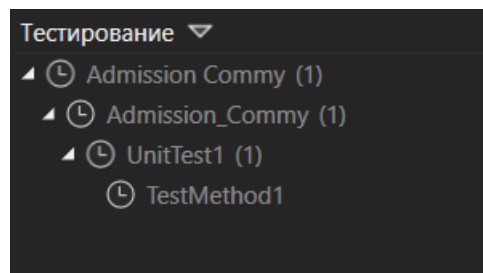 Тестирование
Admission Commy (1)
Admission_Commy (1)
UnitTest1 (1)
TestMethod1